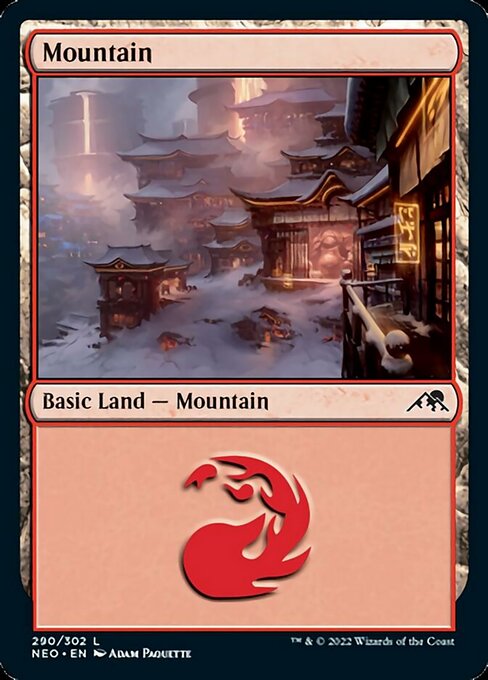 Mountain
Basic Land — Mountain
290/302 L
NEO • EN Adam Paquette
™ & © 2022 Wizards of the Coast